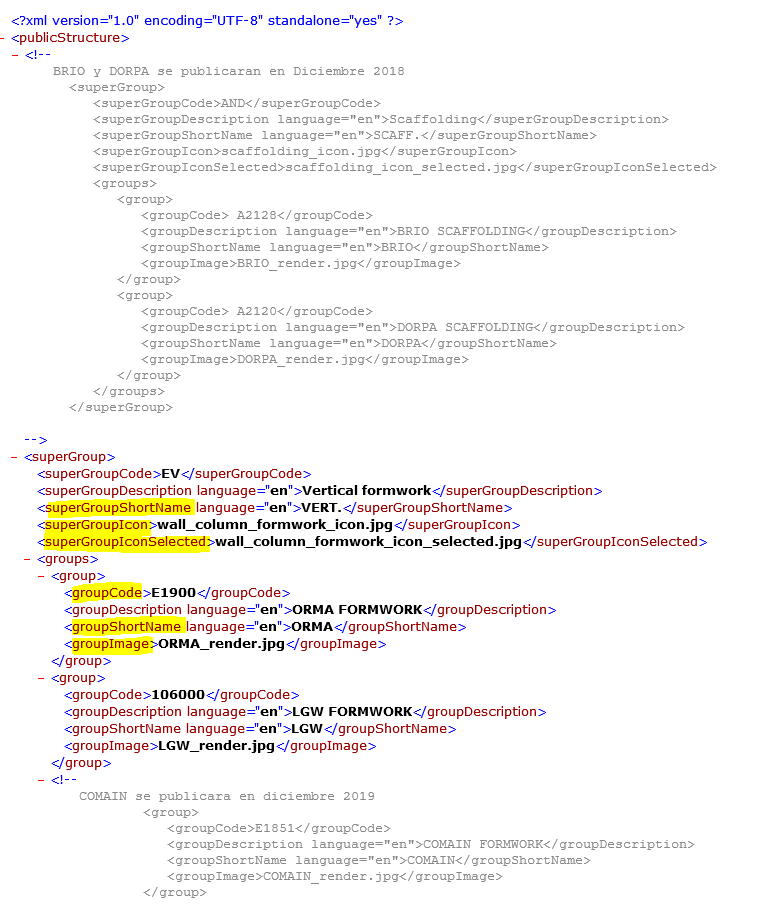 <?xml version="1.0" encoding="UTF-8" standalone="yes" ?>
- <publicStructure>
- <!--
BRIO y DORPA se publicaran en Diciembre 2018
<superGroup>
<superGroupCode>AND</superGroupCode>
<superGroupDescription language="en">Scaffolding</superGroupDescription>
<superGroupShortName language="en">SCAFF.</superGroupShortName>
<superGroupIcon>scaffolding_icon.jpg</superGroupIcon>
<superGroupIconSelected>scaffolding_icon_selected.jpg</superGroupIconSelected>
<groups>
<group>
<groupCode> A2128</groupCode>
<groupDescription language="en">BRIO SCAFFOLDING</groupDescription>
<groupShortName language="en">BRIO</groupShortName>
<groupImage>BRIO_render.jpg</groupImage>
</group>
<group>
<groupCode> A2120</groupCode>
<groupDescription language="en">DORPA SCAFFOLDING</groupDescription>
<groupShortName language="en">DORPA</groupShortName>
<groupImage>DORPA_render.jpg</groupImage>
</group>
</groups>
</superGroup>
-->
- <superGroup>
<superGroupCode>EV</superGroupCode>
<superGroupDescription language="en">Vertical formwork</superGroupDescription>
<superGroupShortName language="en">VERT.</superGroupShortName>
<superGroupIcon>wall_column_formwork_icon.jpg</superGroupIcon>
<superGroupIconSelected>wall_column_formwork_icon_selected.jpg</superGroupIconSelected>
- <groups>
- <group>
<groupCode>E1900</groupCode>
<groupDescription language="en">ORMA FORMWORK</groupDescription>
<groupShortName language="en">ORMA</groupShortName>
<groupImage>ORMA_render.jpg</groupImage>
</group>
- <group>
<groupCode>106000</groupCode>
<groupDescription language="en">LGW FORMWORK</groupDescription>
<groupShortName language="en">LGW</groupShortName>
<groupImage>LGW_render.jpg</groupImage>
</group>
- <!--
COMAIN se publicara en diciembre 2019
<group>
<groupCode>E1851</groupCode>
<groupDescription language="en">COMAIN FORMWORK</groupDescription>
<groupShortName language="en">COMAIN</groupShortName>
<groupImage>COMAIN_render.jpg</groupImage>
</group>